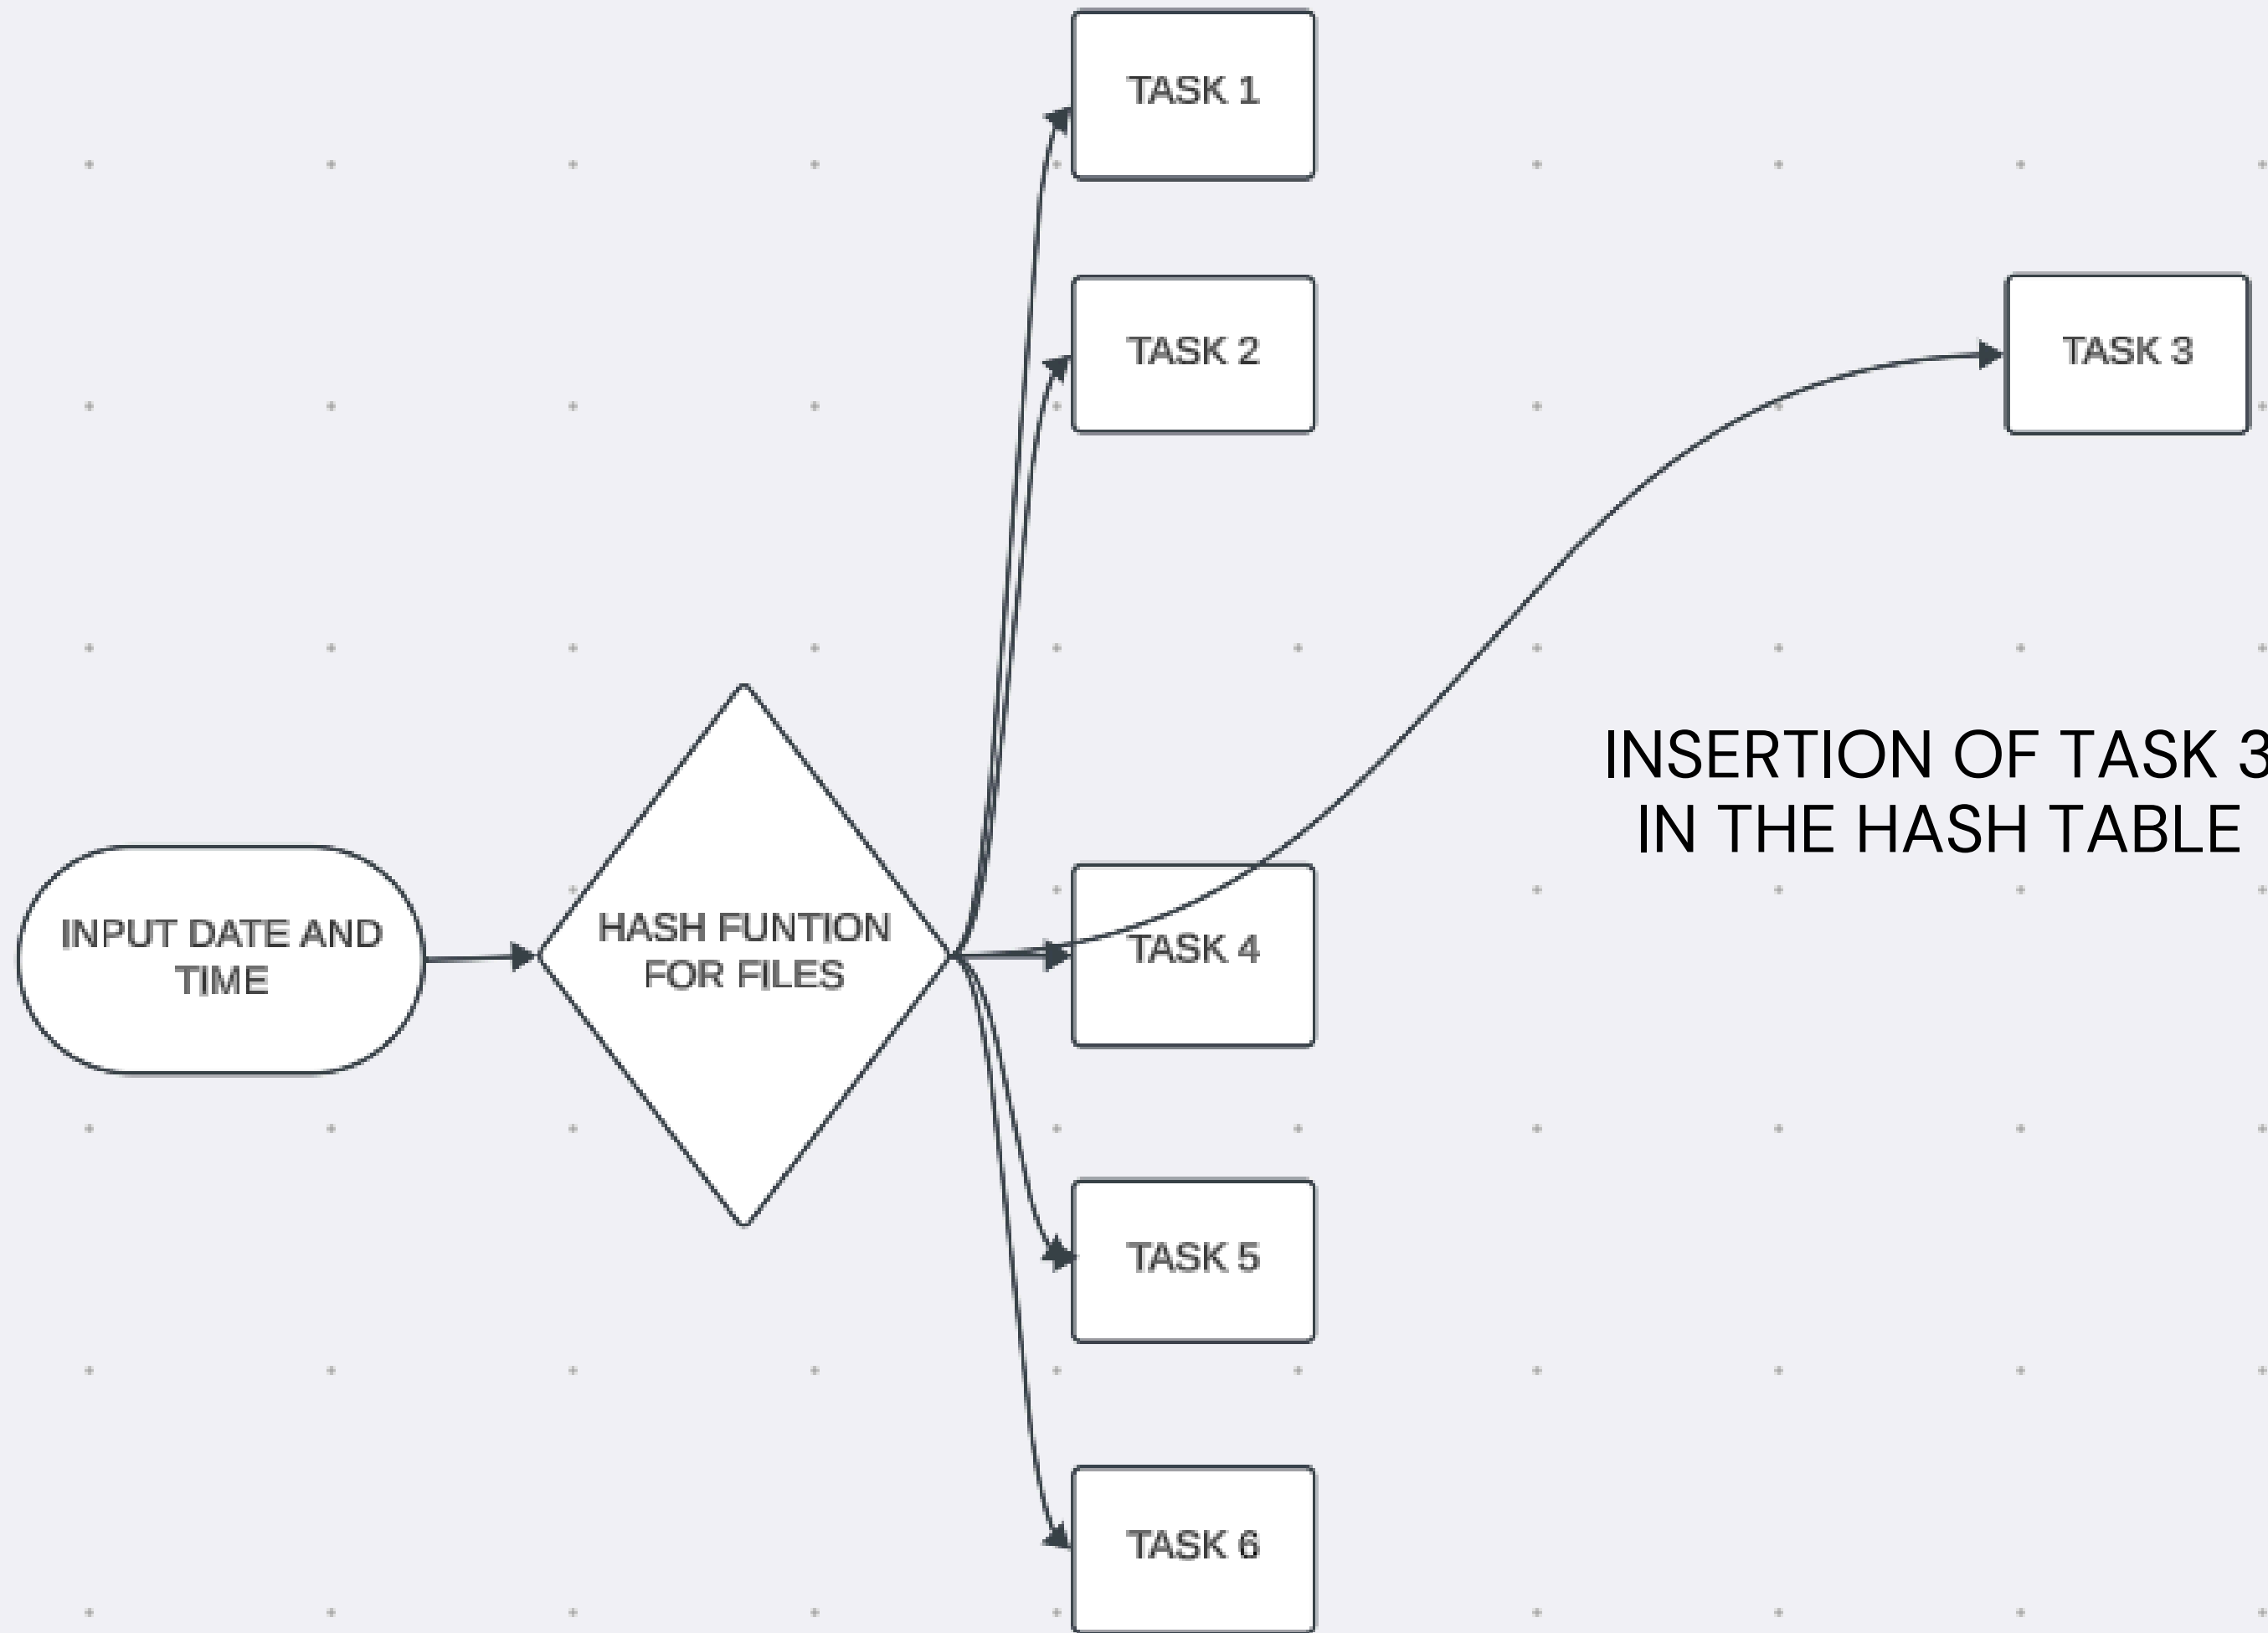 TASK 1
TASK 2
TASK 3
INSERTION OF TASK 3
IN THE HASH TABLE
INPUT DATE AND
TIME
HASH FUNTION
FOR FILES
TASK 4
TASK 5
TASK 6